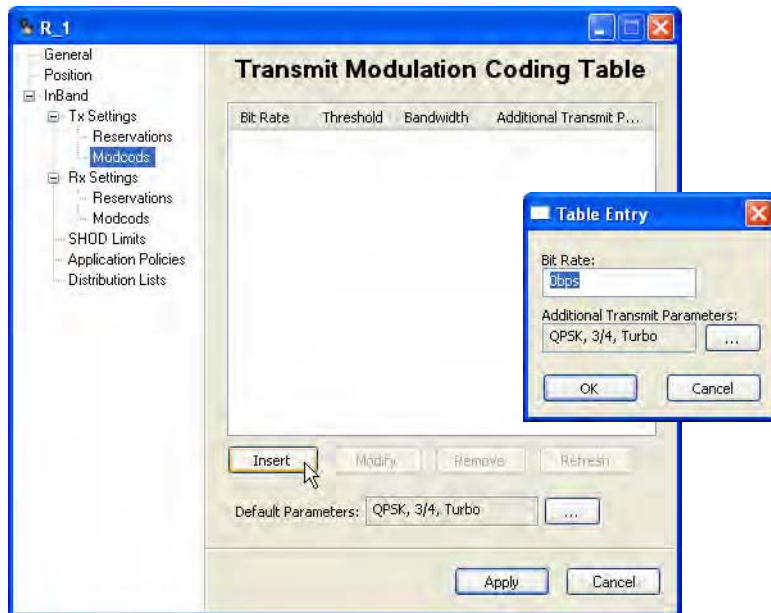 R_1
General
Position
InBand
Tx Settings
Reservations
Modcods
Rx Settings
Reservations
Modcods
SHOD Limits
Application Policies
Distribution Lists
Transmit Modulation Coding Table
Bit Rate Threshold Bandwidth Additional Transmit P...
Insert Modify Remove Refresh
Default Parameters: QPSK, 3/4, Turbo ...
Apply Cancel
Table Entry
Bit Rate:
0bps
Additional Transmit Parameters:
QPSK, 3/4, Turbo ...
OK Cancel